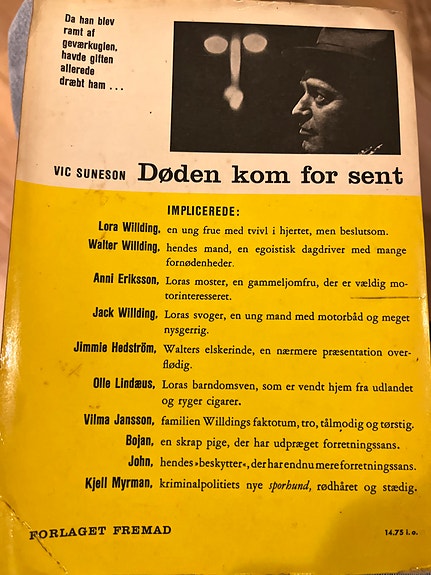 Da han blev
ramt af
geværkuglen,
havde giften
allerede
dræbt ham . . .
VIC SUNESON Døden kom for sent
IMPLICEREDE:
Lora Willding, en ung frue med tvivl i hjertet, men beslutsom.
Walter Willding, hendes mand, en egoistisk dagdriver med mange
fornødenheder.
Anni Eriksson, Loras moster, en gammeljomfru, der er vældig mo-
torinteresseret.
Jack Willding, Loras svoger, en ung mand med motorbåd og meget
nysgerrig.
Jimmie Hedström, Walters elskerinde, en nærmere præsentation over-
flødig.
Olle Lindæus, Loras barndomsven, som er vendt hjem fra udlandet
og ryger cigarer.
Vilma Jansson, familien Willdings faktotum, tro, tålmodig og tørstig.
Bojan, en skrap pige, der har udpræget forretningssans.
John, hendes »beskytter«, der har endnu mere forretningssans.
Kjell Myrman, kriminalpolitiets nye sporhund, rødhåret og stædig.
FORLAGET FREMAD
14.75 i. o.